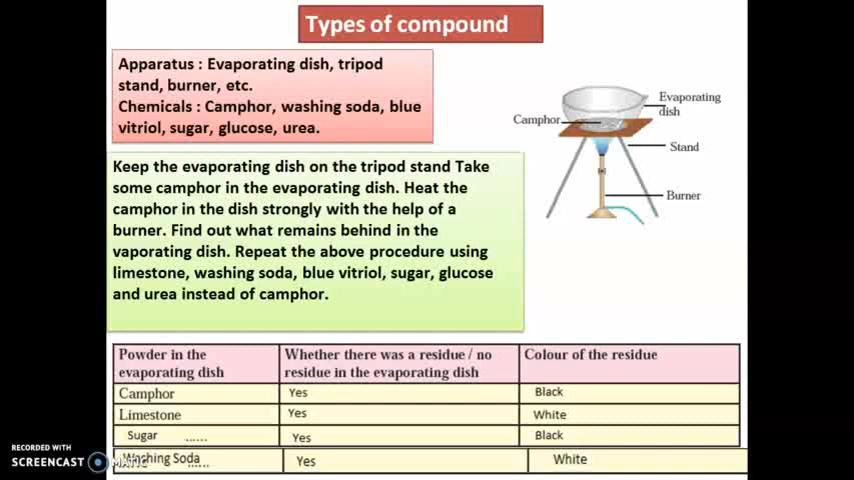 Types of compound
Apparatus : Evaporating dish, tripod
stand, burner, etc.
Chemicals : Camphor, washing soda, blue
vitriol, sugar, glucose, urea.
Evaporating
dish
Camphor
Stand
Burner
Keep the evaporating dish on the tripod stand Take
some camphor in the evaporating dish. Heat the
camphor in the dish strongly with the help of a
burner. Find out what remains behind in the
vaporating dish. Repeat the above procedure using
limestone, washing soda, blue vitriol, sugar, glucose
and urea instead of camphor.
Powder in the
evaporating dish
Whether there was a residue / no
residue in the evaporating dish
Colour of the residue
Camphor Yes Black
Limestone Yes White
Sugar ...... Yes Black
Washing Soda ...... Yes White
RECORDED WITH
SCREENCAST MATIC